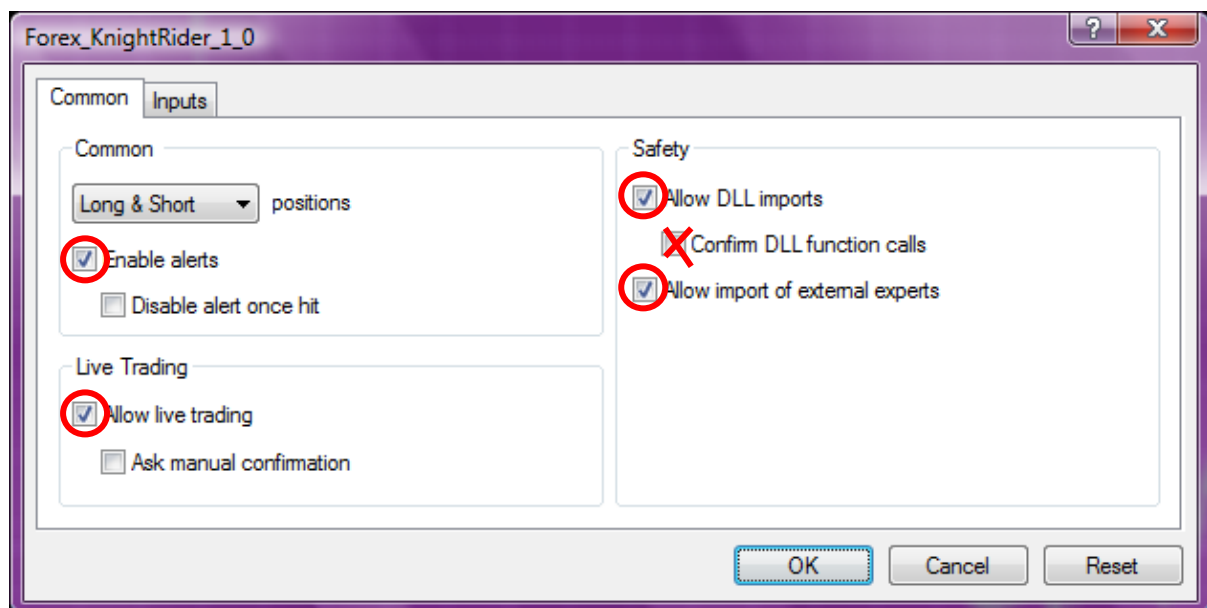 Forex_KnightRider_1_0
Common
Inputs
Common
Long & Short positions
Enable alerts
Disable alert once hit
Live Trading
Allow live trading
Ask manual confirmation
Safety
Allow DLL imports
Confirm DLL function calls
Allow import of external experts
OK
Cancel
Reset